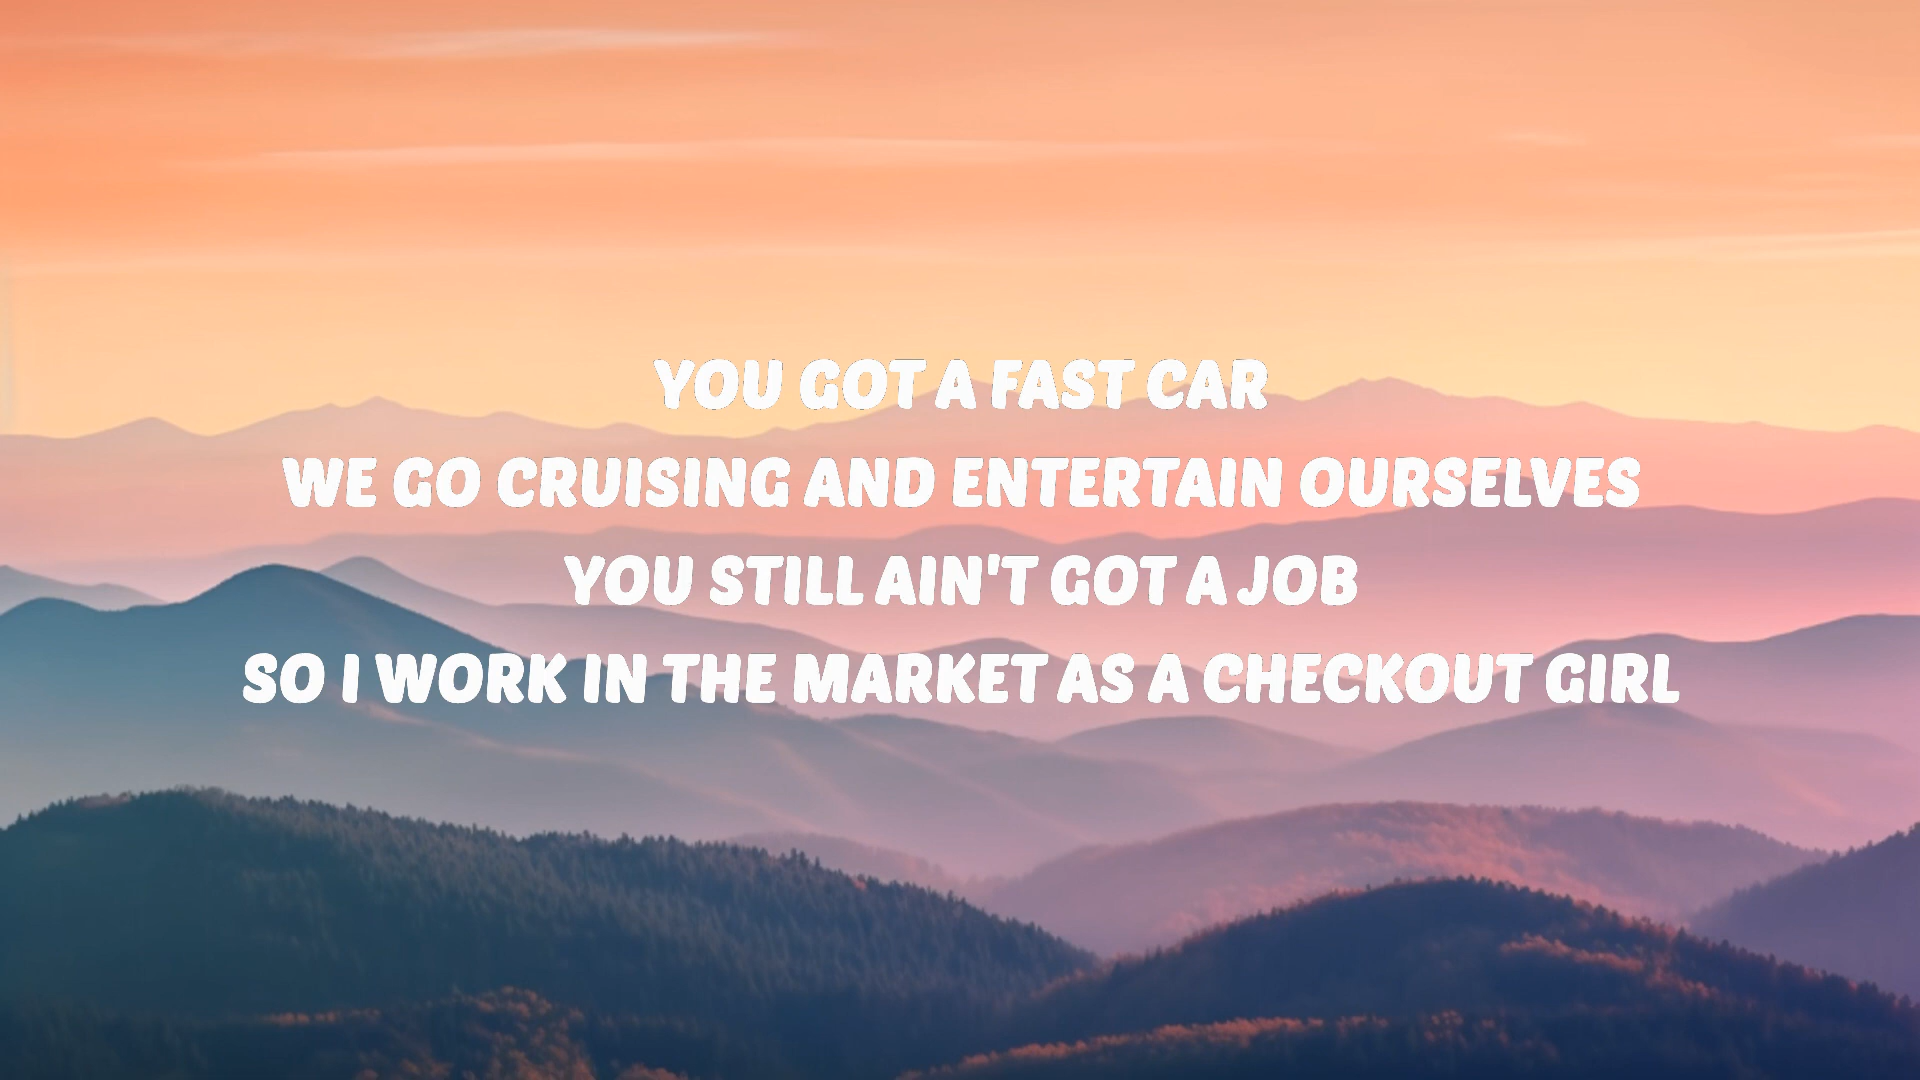 YOU GOT A FAST CAR
WE GO CRUISING AND ENTERTAIN OURSELVES
YOU STILL AIN'T GOT A JOB
SO I WORK IN THE MARKET AS A CHECKOUT GIRL